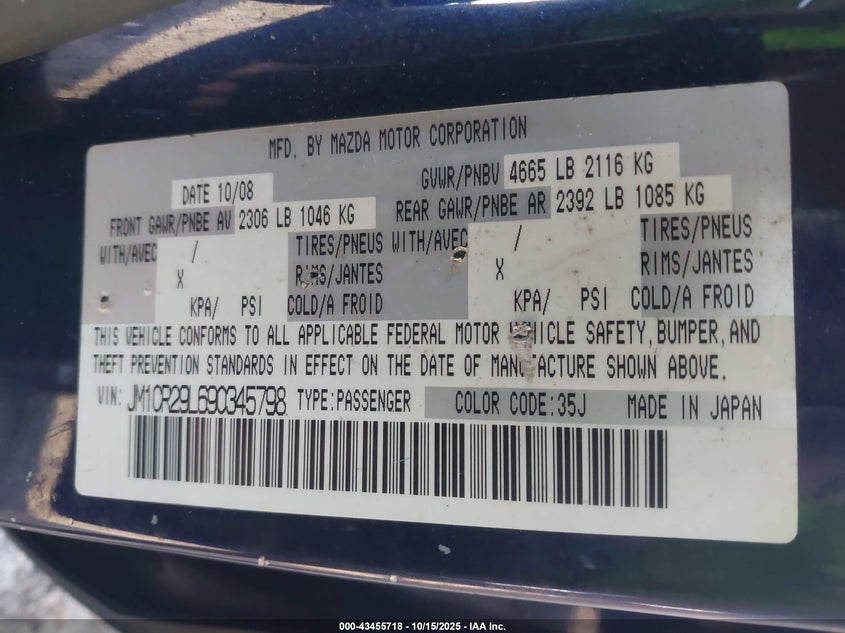 MFD. BY MAZDA MOTOR CORPORATION
DATE 10/08 GVWR/PNBV 4665 LB 2116 KG
FRONT GAWR/PNBE AV 2306 LB 1046 KG REAR GAWR/PNBE AR 2392 LB 1085 KG
WITH/AVEC / TIRES/PNEUS WITH/AVEC / TIRES/PNEUS
X RIMS/JANTES X RIMS/JANTES
KPA/ PSI COLD/A FROID KPA/ PSI COLD/A FROID
THIS VEHICLE CONFORMS TO ALL APPLICABLE FEDERAL MOTOR VEHICLE SAFETY, BUMPER, AND
THEFT PREVENTION STANDARDS IN EFFECT ON THE DATE OF MANUFACTURE SHOWN ABOVE.
VIN: JM1CR29L690345798 TYPE:PASSENGER COLOR CODE:35J MADE IN JAPAN
000-43455718 - 10/15/2025 - IAA Inc.